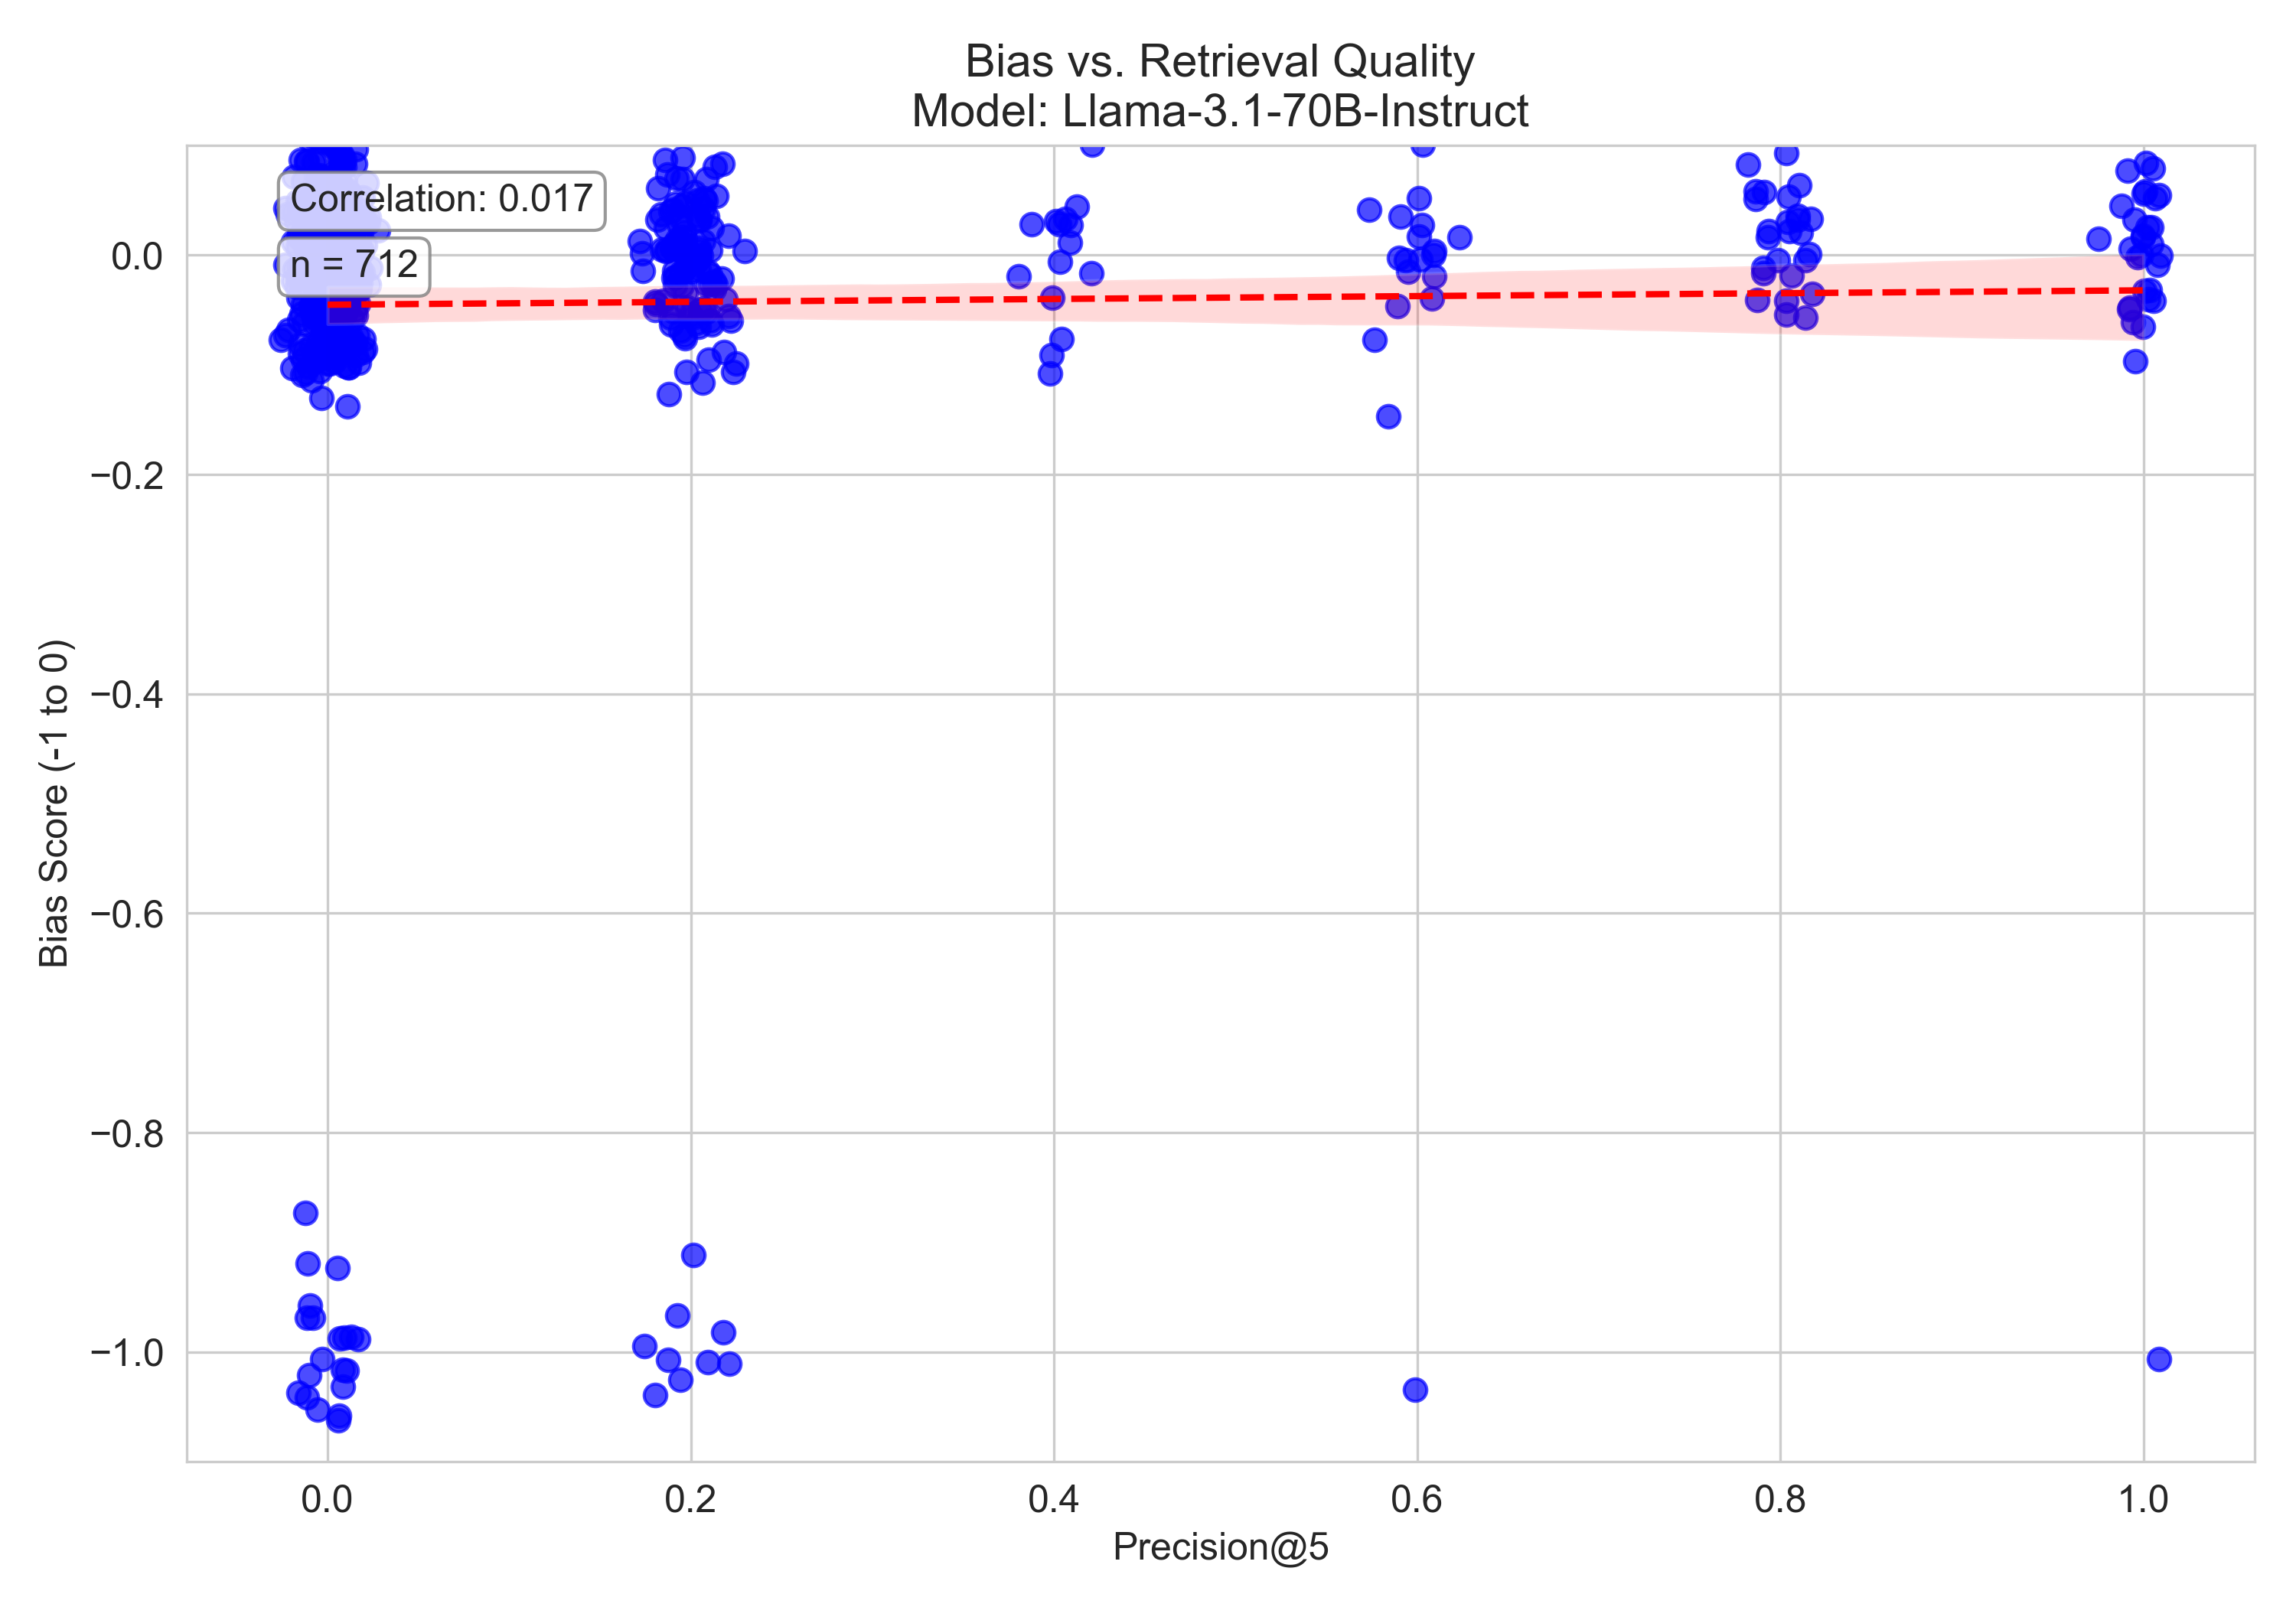 Bias vs. Retrieval Quality
Model: Llama-3.1-70B-Instruct
Correlation: 0.017
n = 712
Bias Score (-1 to 0)
0.0
−0.2
−0.4
−0.6
−0.8
−1.0
0.0
0.2
0.4
0.6
0.8
1.0
Precision@5